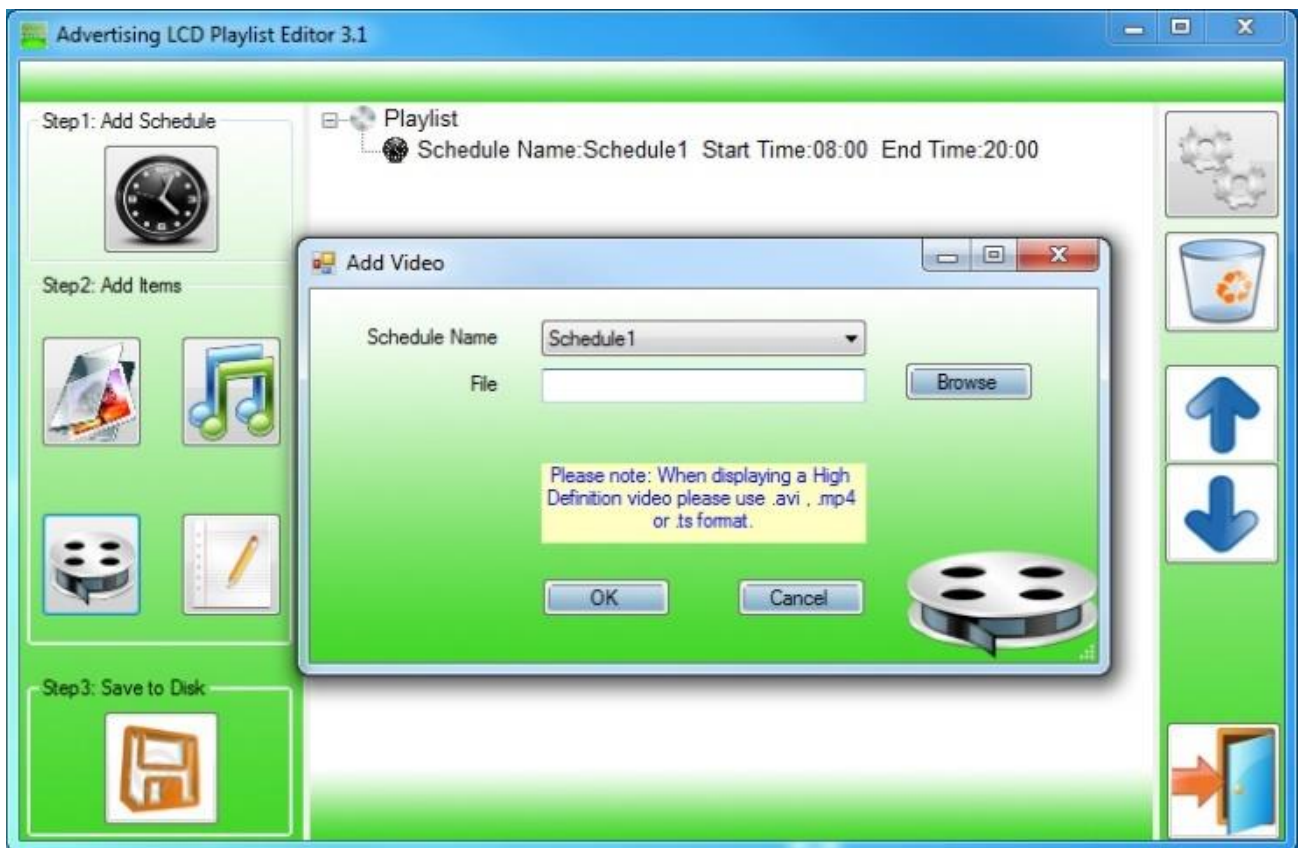 Advertising LCD Playlist Editor 3.1
Step1: Add Schedule
Playlist
Schedule Name:Schedule1 Start Time:08:00 End Time:20:00
Add Video
Step2: Add Items
Schedule Name
Schedule1
File
Browse
Please note: When displaying a High
Definition video please use .avi , .mp4
or .ts format.
OK
Cancel
Step3: Save to Disk